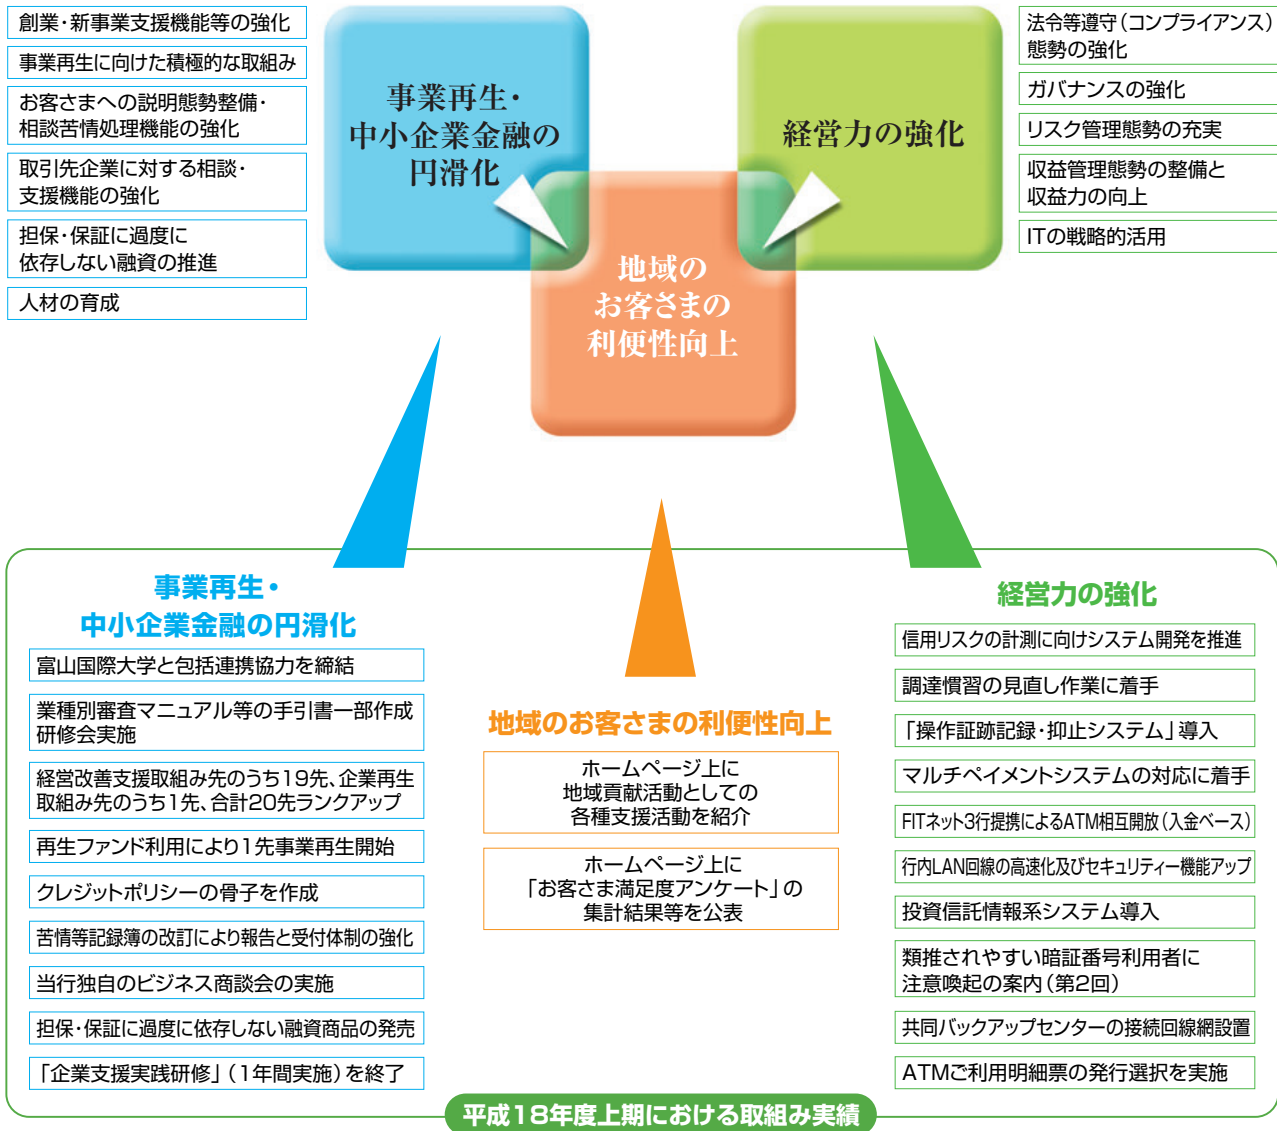 創業・新事業支援機能等の強化
事業再生に向けた積極的な取組み
お客さまへの説明態勢整備・
相談苦情処理機能の強化
取引先企業に対する相談・
支援機能の強化
担保・保証に過度に
依存しない融資の推進
人材の育成
事業再生・
中小企業金融の
円滑化
経営力の強化
地域の
お客さまの
利便性向上
法令等遵守(コンプライアンス)
態勢の強化
ガバナンスの強化
リスク管理態勢の充実
収益管理態勢の整備と
収益力の向上
ITの戦略的活用
事業再生・
中小企業金融の円滑化
富山国際大学と包括連携協力を締結
業種別審査マニュアル等の手引書一部作成
研修会実施
経営改善支援取組み先のうち19先、企業再生
取組み先のうち1先、合計20先ランクアップ
再生ファンド利用により1先事業再生開始
クレジットポリシーの骨子を作成
苦情等記録簿の改訂により報告と受付体制の強化
当行独自のビジネス商談会の実施
担保・保証に過度に依存しない融資商品の発売
「企業支援実践研修」(1年間実施)を終了
地域のお客さまの利便性向上
ホームページ上に
地域貢献活動としての
各種支援活動を紹介
ホームページ上に
「お客さま満足度アンケート」の
集計結果等を公表
経営力の強化
信用リスクの計測に向けシステム開発を推進
調達慣習の見直し作業に着手
「操作証跡記録・抑止システム」導入
マルチペイメントシステムの対応に着手
FITネット3行提携によるATM相互開放(入金ベース)
行内LAN回線の高速化及びセキュリティー機能アップ
投資信託情報系システム導入
類推されやすい暗証番号利用者に
注意喚起の案内(第2回)
共同バックアップセンターの接続回線網設置
ATMご利用明細票の発行選択を実施
平成18年度上期における取組み実績